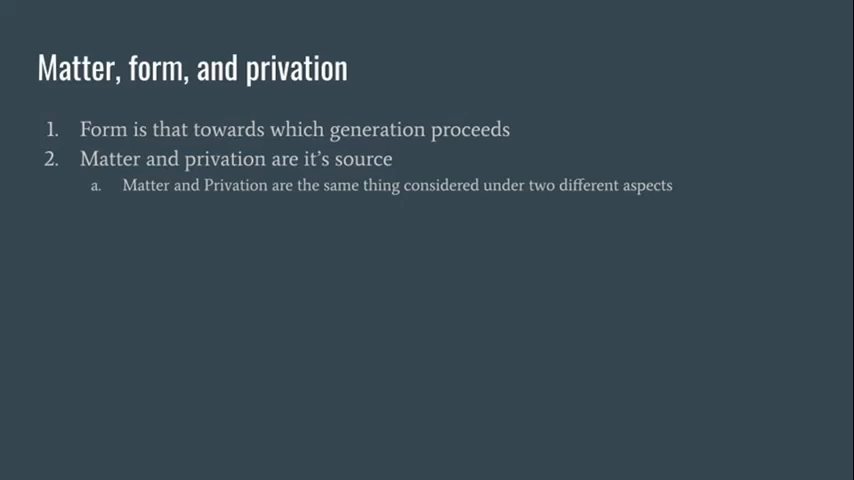 Matter, form, and privation
1. Form is that towards which generation proceeds
2. Matter and privation are it’s source
a. Matter and Privation are the same thing considered under two different aspects